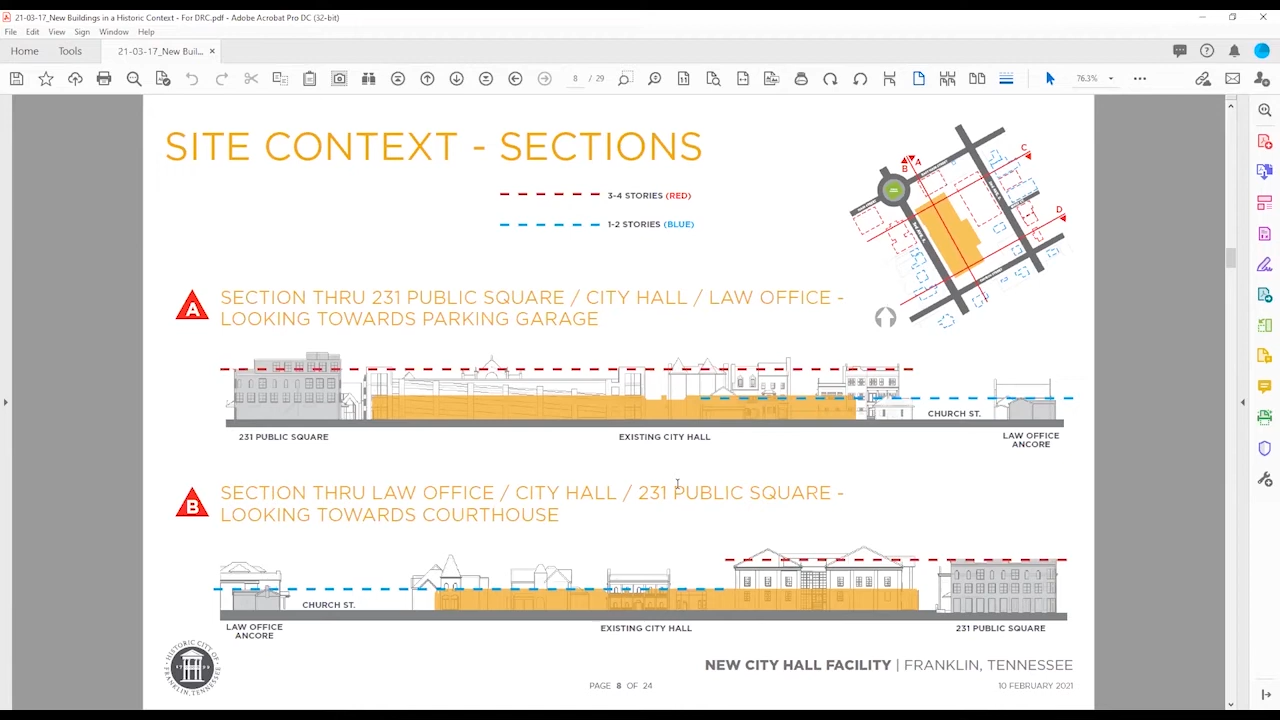 21-03-17_New Buildings in a Historic Context - For DRC.pdf - Adobe Acrobat Pro DC (32-bit)
File Edit View Sign Window Help
Home Tools 21-03-17_New Buil... ×
8 / 29 76.3%
SITE CONTEXT - SECTIONS
3-4 STORIES (RED)
1-2 STORIES (BLUE)
B A C
D
A SECTION THRU 231 PUBLIC SQUARE / CITY HALL / LAW OFFICE -
LOOKING TOWARDS PARKING GARAGE
CHURCH ST.
231 PUBLIC SQUARE EXISTING CITY HALL LAW OFFICE
ANCORE
B SECTION THRU LAW OFFICE / CITY HALL / 231 PUBLIC SQUARE -
LOOKING TOWARDS COURTHOUSE
CHURCH ST.
LAW OFFICE
ANCORE
EXISTING CITY HALL 231 PUBLIC SQUARE
HISTORIC CITY OF
FRANKLIN, TENNESSEE
NEW CITY HALL FACILITY | FRANKLIN, TENNESSEE
PAGE 8 OF 24 10 FEBRUARY 2021